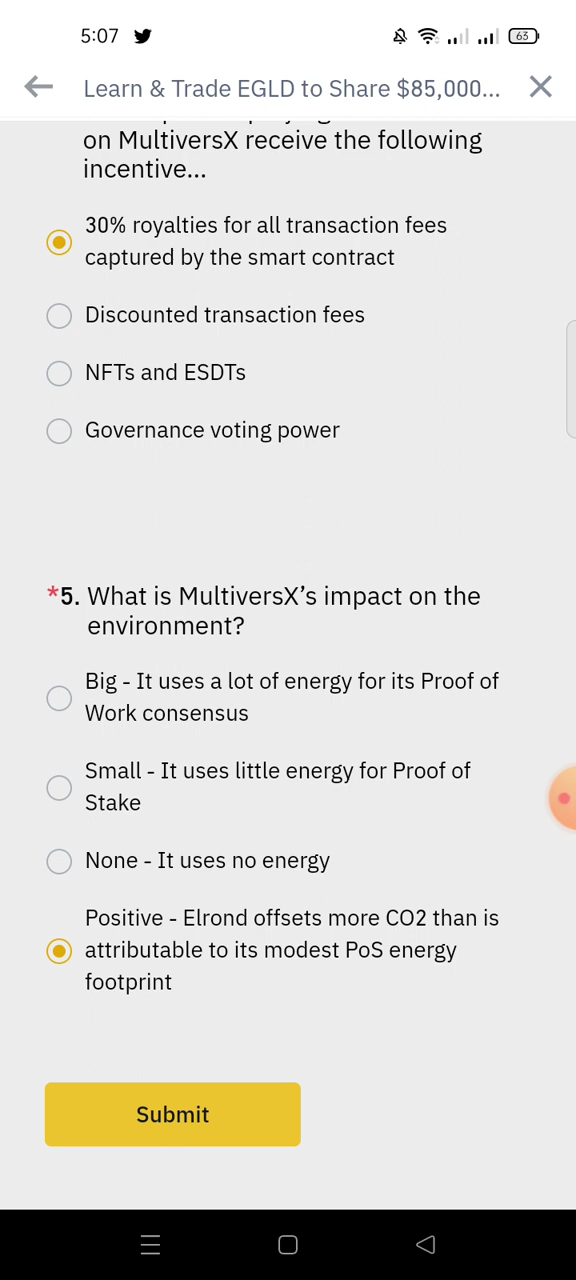 5:07
63
Learn & Trade EGLD to Share $85,000...
on MultiversX receive the following
incentive...
30% royalties for all transaction fees
captured by the smart contract
Discounted transaction fees
NFTs and ESDTs
Governance voting power
*5. What is MultiversX’s impact on the
environment?
Big - It uses a lot of energy for its Proof of
Work consensus
Small - It uses little energy for Proof of
Stake
None - It uses no energy
Positive - Elrond offsets more CO2 than is
attributable to its modest PoS energy
footprint
Submit